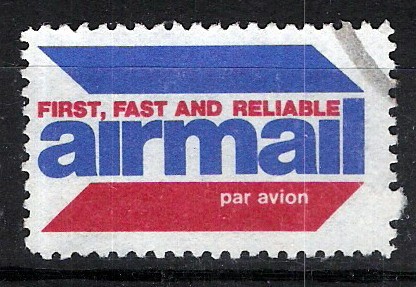 FIRST, FAST AND RELIABLE
airmail
par avion